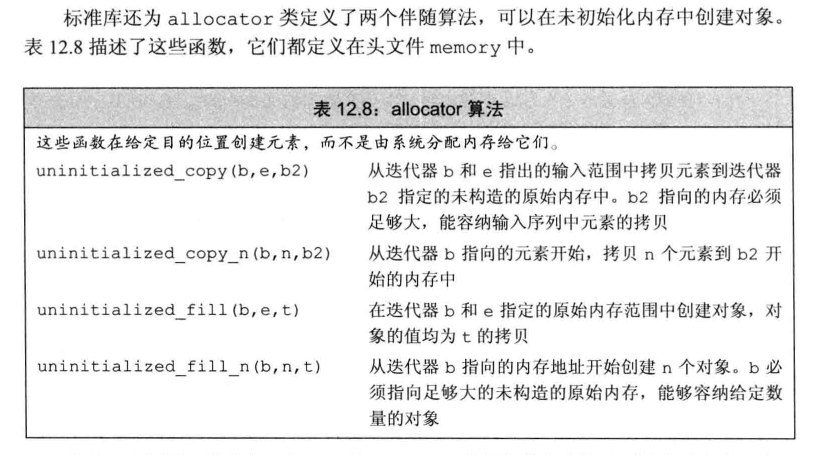 标准库还为 allocator 类定义了两个伴随算法，可以在未初始化内存中创建对象。
表 12.8 描述了这些函数，它们都定义在头文件 memory 中。
表 12.8：allocator 算法
这些函数在给定目的位置创建元素，而不是由系统分配内存给它们。
uninitialized_copy(b,e,b2) 从迭代器 b 和 e 指出的输入范围中拷贝元素到迭代器
b2 指定的未构造的原始内存中。b2 指向的内存必须
足够大，能容纳输入序列中元素的拷贝
uninitialized_copy_n(b,n,b2) 从迭代器 b 指向的元素开始，拷贝 n 个元素到 b2 开
始的内存中
uninitialized_fill(b,e,t) 在迭代器 b 和 e 指定的原始内存范围中创建对象，对
象的值均为 t 的拷贝
uninitialized_fill_n(b,n,t) 从迭代器 b 指向的内存地址开始创建 n 个对象。b 必
须指向足够大的未构造的原始内存，能够容纳给定数
量的对象